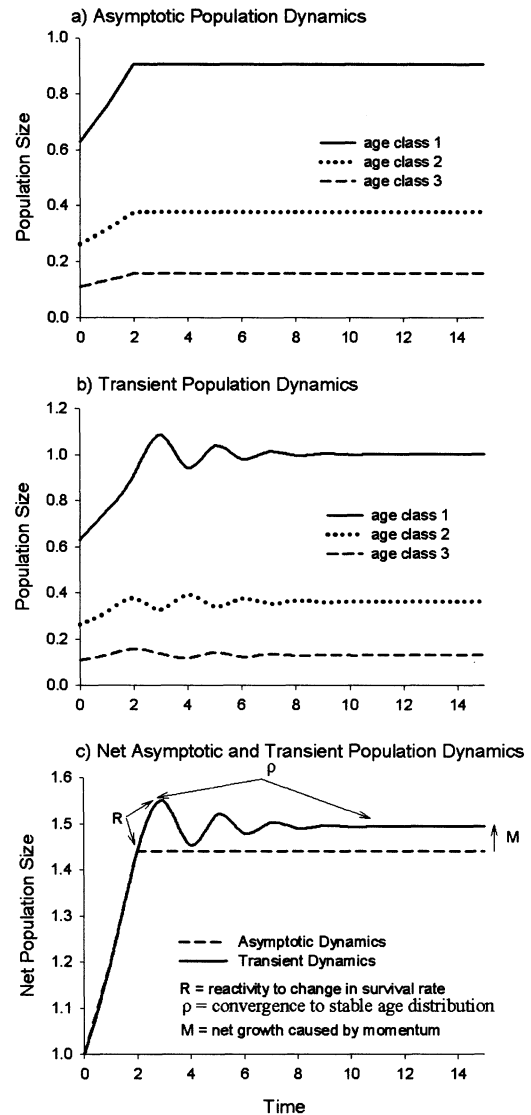 a) Asymptotic Population Dynamics
1.0
0.8
0.6
0.4
0.2
0.0
Population Size
age class 1
age class 2
age class 3
0 2 4 6 8 10 12 14
b) Transient Population Dynamics
1.2
1.0
0.8
0.6
0.4
0.2
0.0
Population Size
age class 1
age class 2
age class 3
0 2 4 6 8 10 12 14
c) Net Asymptotic and Transient Population Dynamics
ρ
1.6
1.5
1.4
1.3
1.2
1.1
1.0
Net Population Size
R
M
Asymptotic Dynamics
Transient Dynamics
R = reactivity to change in survival rate
ρ = convergence to stable age distribution
M = net growth caused by momentum
0 2 4 6 8 10 12 14
Time